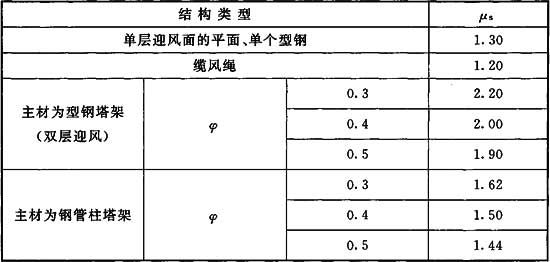 结构类型 μs
单层迎风面的平面、单个型钢 1.30
缆风绳 1.20
主材为型钢塔架
（双层迎风）
φ
0.3 2.20
0.4 2.00
0.5 1.90
主材为钢管柱塔架
φ
0.3 1.62
0.4 1.50
0.5 1.44